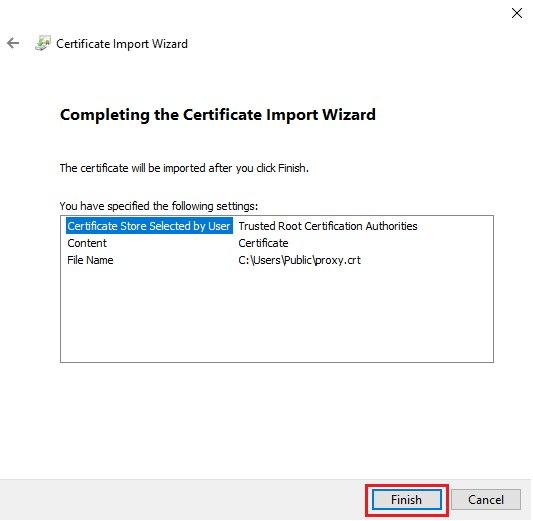 Certificate Import Wizard
Completing the Certificate Import Wizard
The certificate will be imported after you click Finish.
You have specified the following settings:
Certificate Store Selected by User Trusted Root Certification Authorities
Content Certificate
File Name C:\Users\Public\proxy.crt
Finish Cancel